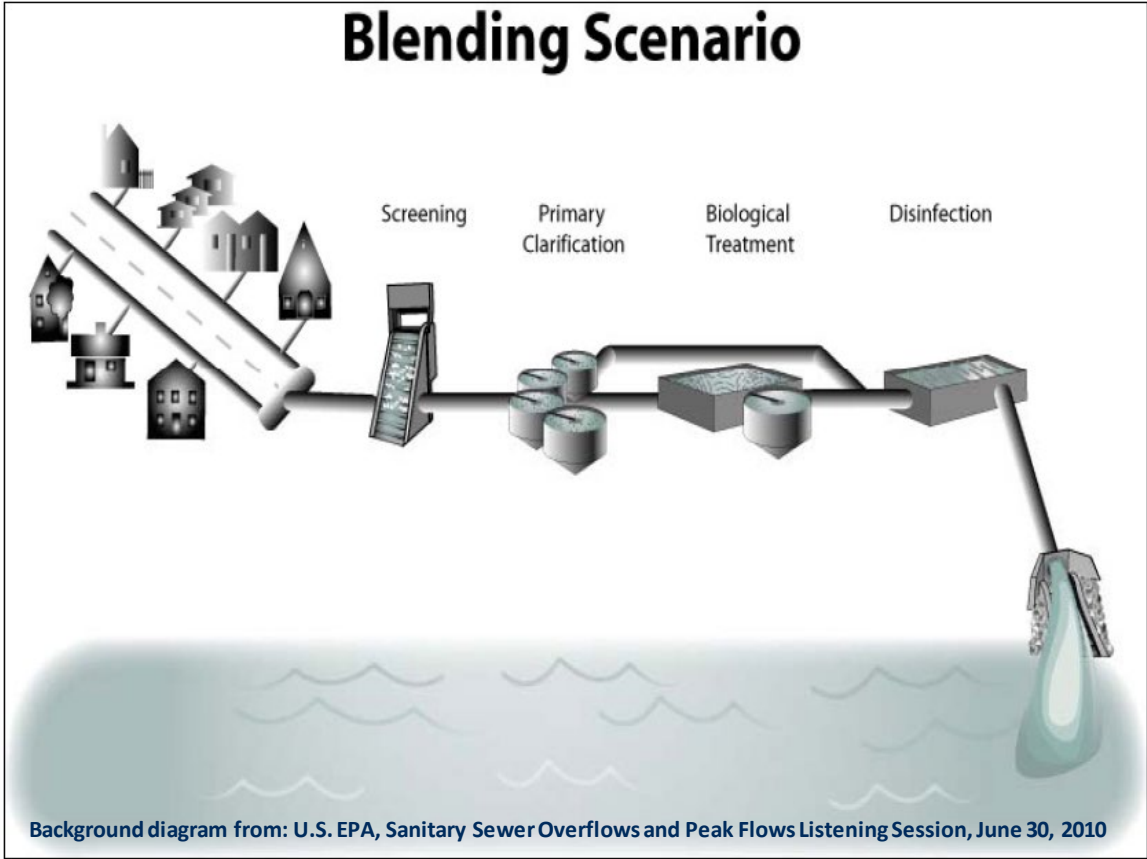 Blending Scenario
Screening
Primary
Clarification
Biological
Treatment
Disinfection
Background diagram from: U.S. EPA, Sanitary Sewer Overflows and Peak Flows Listening Session, June 30, 2010